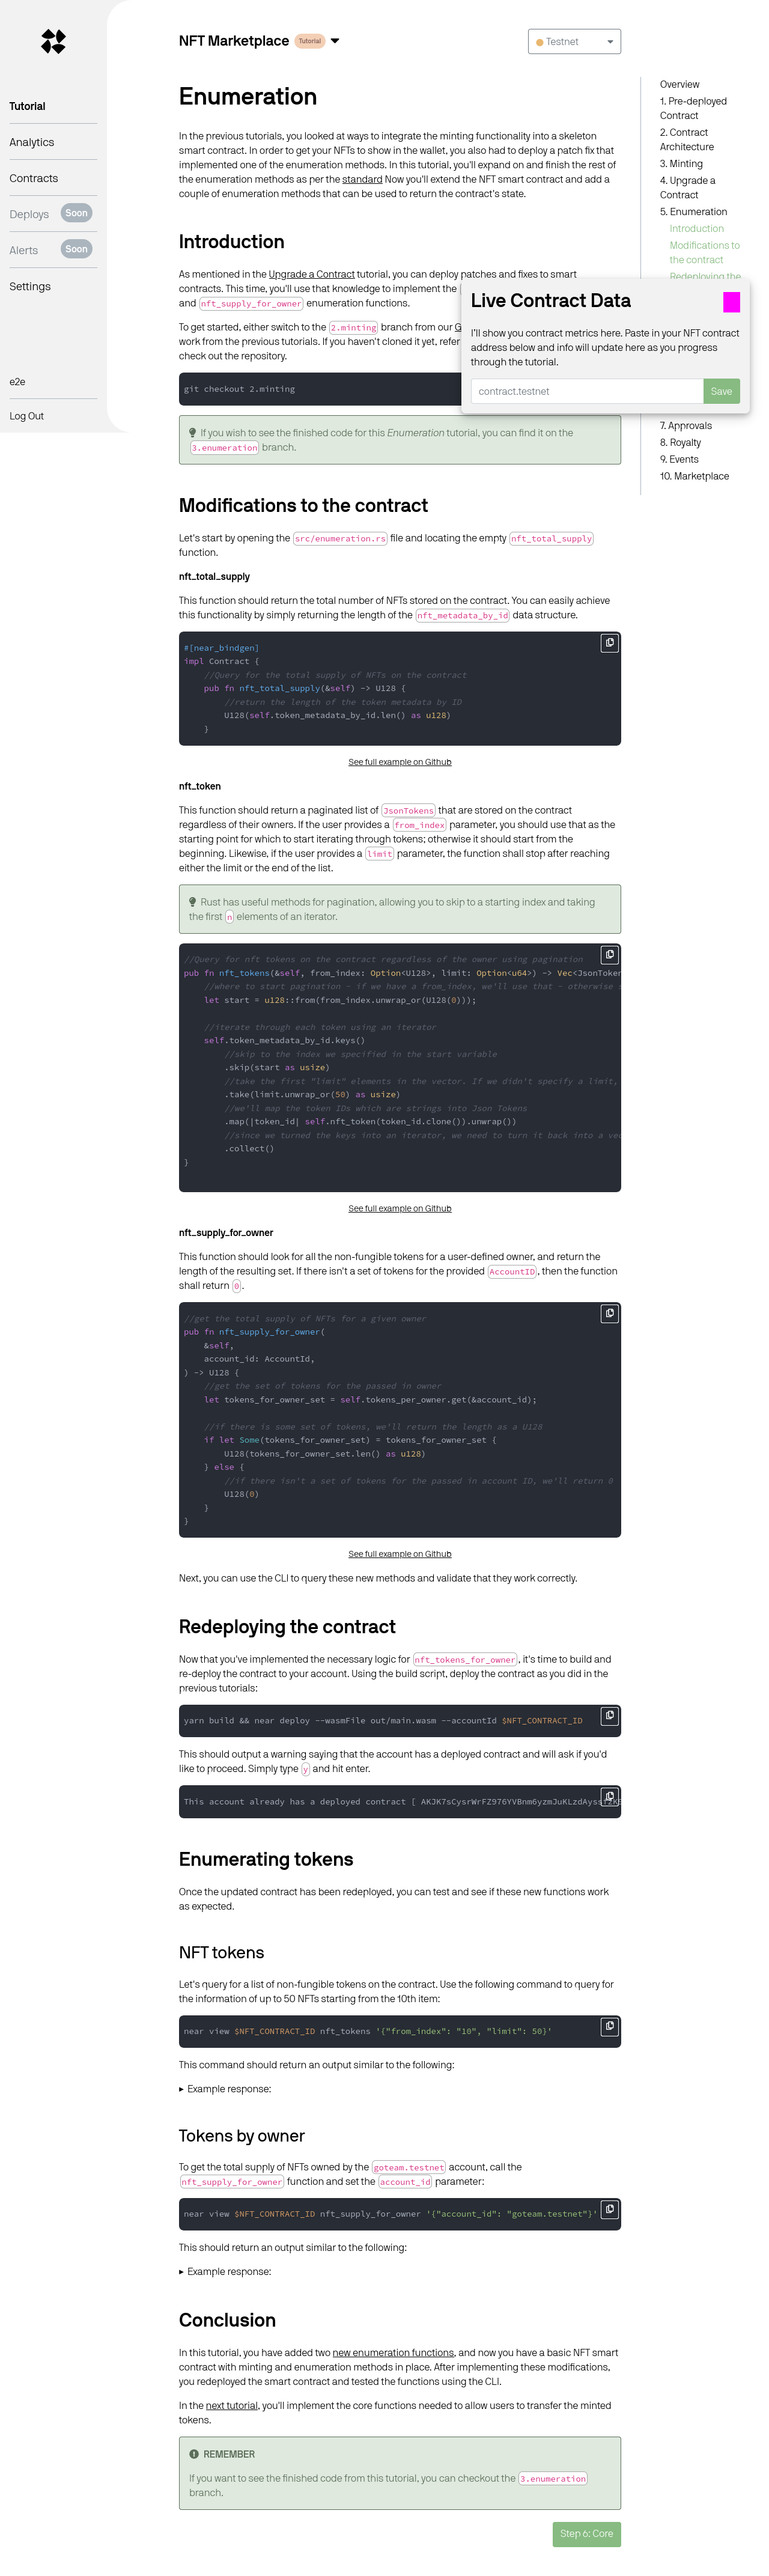 Tutorial
Analytics
Contracts
Deploys Soon
Alerts Soon
Settings
e2e
Log Out
NFT Marketplace Tutorial
Testnet
Enumeration
In the previous tutorials, you looked at ways to integrate the minting functionality into a skeleton
smart contract. In order to get your NFTs to show in the wallet, you also had to deploy a patch fix that
implemented one of the enumeration methods. In this tutorial, you'll expand on and finish the rest of
the enumeration methods as per the standard Now you'll extend the NFT smart contract and add a
couple of enumeration methods that can be used to return the contract's state.
Introduction
As mentioned in the Upgrade a Contract tutorial, you can deploy patches and fixes to smart
contracts. This time, you'll use that knowledge to implement the
and nft_supply_for_owner enumeration functions.
To get started, either switch to the 2.minting branch from our G
work from the previous tutorials. If you haven't cloned it yet, refer
check out the repository.
git checkout 2.minting
If you wish to see the finished code for this Enumeration tutorial, you can find it on the
3.enumeration branch.
Modifications to the contract
Let's start by opening the src/enumeration.rs file and locating the empty nft_total_supply
function.
nft_total_supply
This function should return the total number of NFTs stored on the contract. You can easily achieve
this functionality by simply returning the length of the nft_metadata_by_id data structure.
#[near_bindgen]
impl Contract {
//Query for the total supply of NFTs on the contract
pub fn nft_total_supply(&self) -> U128 {
//return the length of the token metadata by ID
U128(self.token_metadata_by_id.len() as u128)
}
See full example on Github
nft_token
This function should return a paginated list of JsonTokens that are stored on the contract
regardless of their owners. If the user provides a from_index parameter, you should use that as the
starting point for which to start iterating through tokens; otherwise it should start from the
beginning. Likewise, if the user provides a limit parameter, the function shall stop after reaching
either the limit or the end of the list.
Rust has useful methods for pagination, allowing you to skip to a starting index and taking
the first n elements of an iterator.
//Query for nft tokens on the contract regardless of the owner using pagination
pub fn nft_tokens(&self, from_index: Option<U128>, limit: Option<u64>) -> Vec<JsonToken
//where to start pagination - if we have a from_index, we'll use that - otherwise s
let start = u128::from(from_index.unwrap_or(U128(0)));
//iterate through each token using an iterator
self.token_metadata_by_id.keys()
//skip to the index we specified in the start variable
.skip(start as usize)
//take the first "limit" elements in the vector. If we didn't specify a limit,
.take(limit.unwrap_or(50) as usize)
//we'll map the token IDs which are strings into Json Tokens
.map(|token_id| self.nft_token(token_id.clone()).unwrap())
//since we turned the keys into an iterator, we need to turn it back into a vec
.collect()
}
See full example on Github
nft_supply_for_owner
This function should look for all the non-fungible tokens for a user-defined owner, and return the
length of the resulting set. If there isn't a set of tokens for the provided AccountID, then the function
shall return 0.
//get the total supply of NFTs for a given owner
pub fn nft_supply_for_owner(
&self,
account_id: AccountId,
) -> U128 {
//get the set of tokens for the passed in owner
let tokens_for_owner_set = self.tokens_per_owner.get(&account_id);
//if there is some set of tokens, we'll return the length as a U128
if let Some(tokens_for_owner_set) = tokens_for_owner_set {
U128(tokens_for_owner_set.len() as u128)
} else {
//if there isn't a set of tokens for the passed in account ID, we'll return 0
U128(0)
}
}
See full example on Github
Next, you can use the CLI to query these new methods and validate that they work correctly.
Redeploying the contract
Now that you've implemented the necessary logic for nft_tokens_for_owner, it's time to build and
re-deploy the contract to your account. Using the build script, deploy the contract as you did in the
previous tutorials:
yarn build && near deploy --wasmFile out/main.wasm --accountId $NFT_CONTRACT_ID
This should output a warning saying that the account has a deployed contract and will ask if you'd
like to proceed. Simply type y and hit enter.
This account already has a deployed contract [
Enumerating tokens
Once the updated contract has been redeployed, you can test and see if these new functions work
as expected.
NFT tokens
Let's query for a list of non-fungible tokens on the contract. Use the following command to query for
the information of up to 50 NFTs starting from the 10th item:
near view $NFT_CONTRACT_ID nft_tokens '{"from_index": "10", "limit": 50}'
This command should return an output similar to the following:
Example response:
Tokens by owner
To get the total supply of NFTs owned by the goteam.testnet account, call the
nft_supply_for_owner function and set the account_id parameter:
near view $NFT_CONTRACT_ID nft_supply_for_owner '{"account_id": "goteam.testnet"}'
This should return an output similar to the following:
Example response:
Conclusion
In this tutorial, you have added two new enumeration functions, and now you have a basic NFT smart
contract with minting and enumeration methods in place. After implementing these modifications,
you redeployed the smart contract and tested the functions using the CLI.
In the next tutorial, you'll implement the core functions needed to allow users to transfer the minted
tokens.
REMEMBER
If you want to see the finished code from this tutorial, you can checkout the 3.enumeration
branch.
Step 6: Core
Overview
1. Pre-deployed
Contract
2. Contract
Architecture
3. Minting
4. Upgrade a
Contract
5. Enumeration
Introduction
Modifications to
the contract
Redeploying the
Live Contract Data
I'll show you contract metrics here. Paste in your NFT contract
address below and info will update here as you progress
through the tutorial.
contract.testnet Save
7. Approvals
8. Royalty
9. Events
10. Marketplace